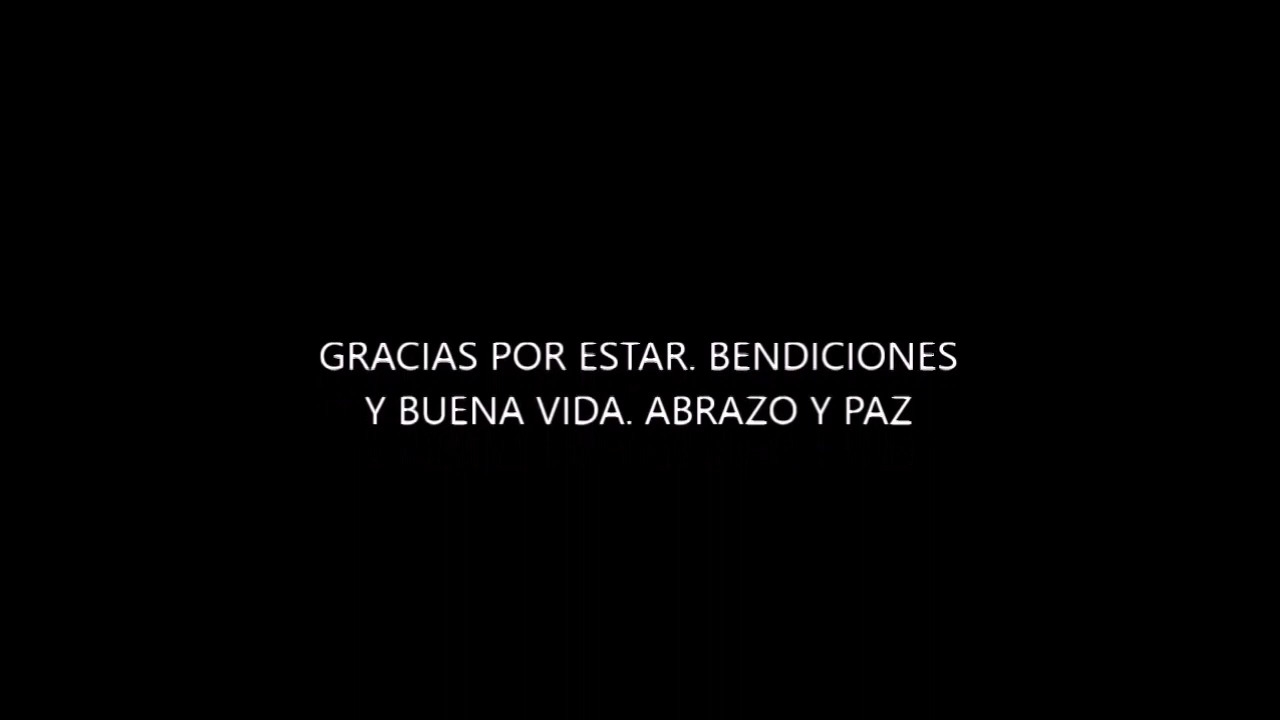 GRACIAS POR ESTAR. BENDICIONES
Y BUENA VIDA. ABRAZO Y PAZ